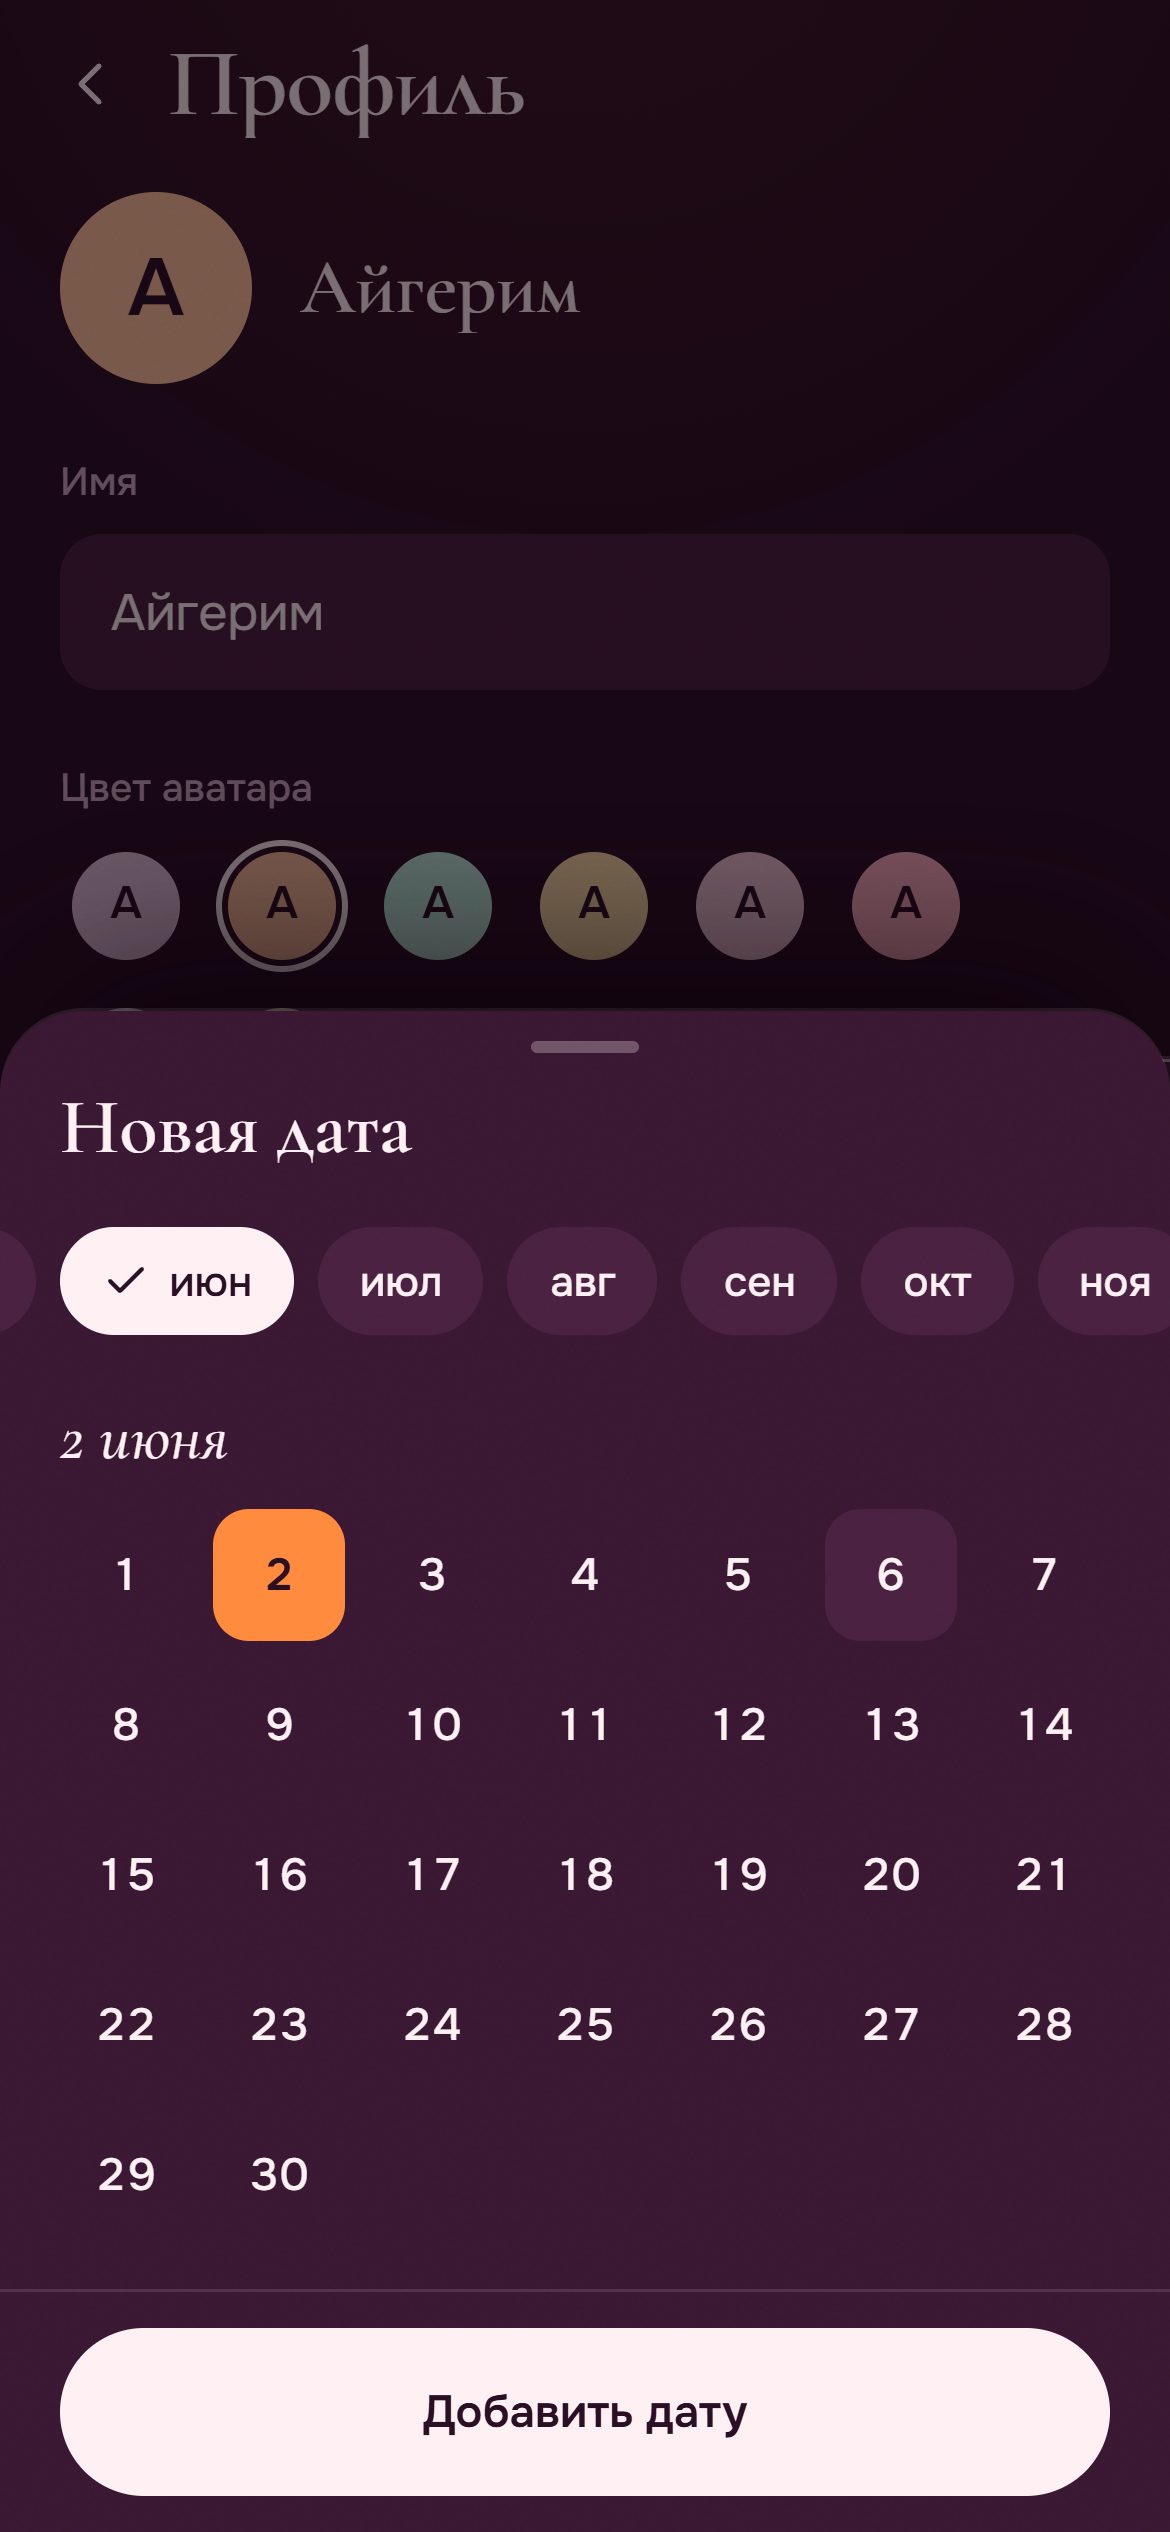 Профиль
А
Айгерим
Имя
Айгерим
Цвет аватара
А А А А А А
Новая дата
июн июл авг сен окт ноя
2 июня
1 2 3 4 5 6 7
8 9 10 11 12 13 14
15 16 17 18 19 20 21
22 23 24 25 26 27 28
29 30
Добавить дату